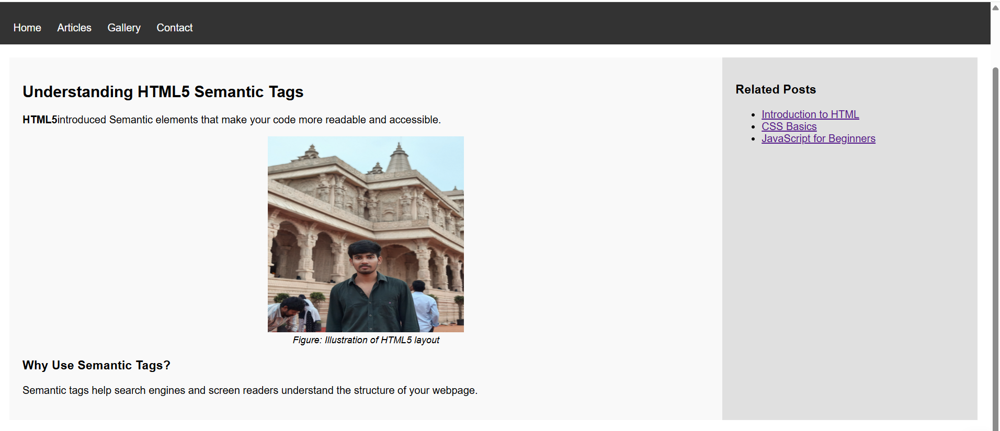 Home Articles Gallery Contact
Understanding HTML5 Semantic Tags
HTML5introduced Semantic elements that make your code more readable and accessible.
Figure: Illustration of HTML5 layout
Why Use Semantic Tags?
Semantic tags help search engines and screen readers understand the structure of your webpage.
Related Posts
Introduction to HTML
CSS Basics
JavaScript for Beginners